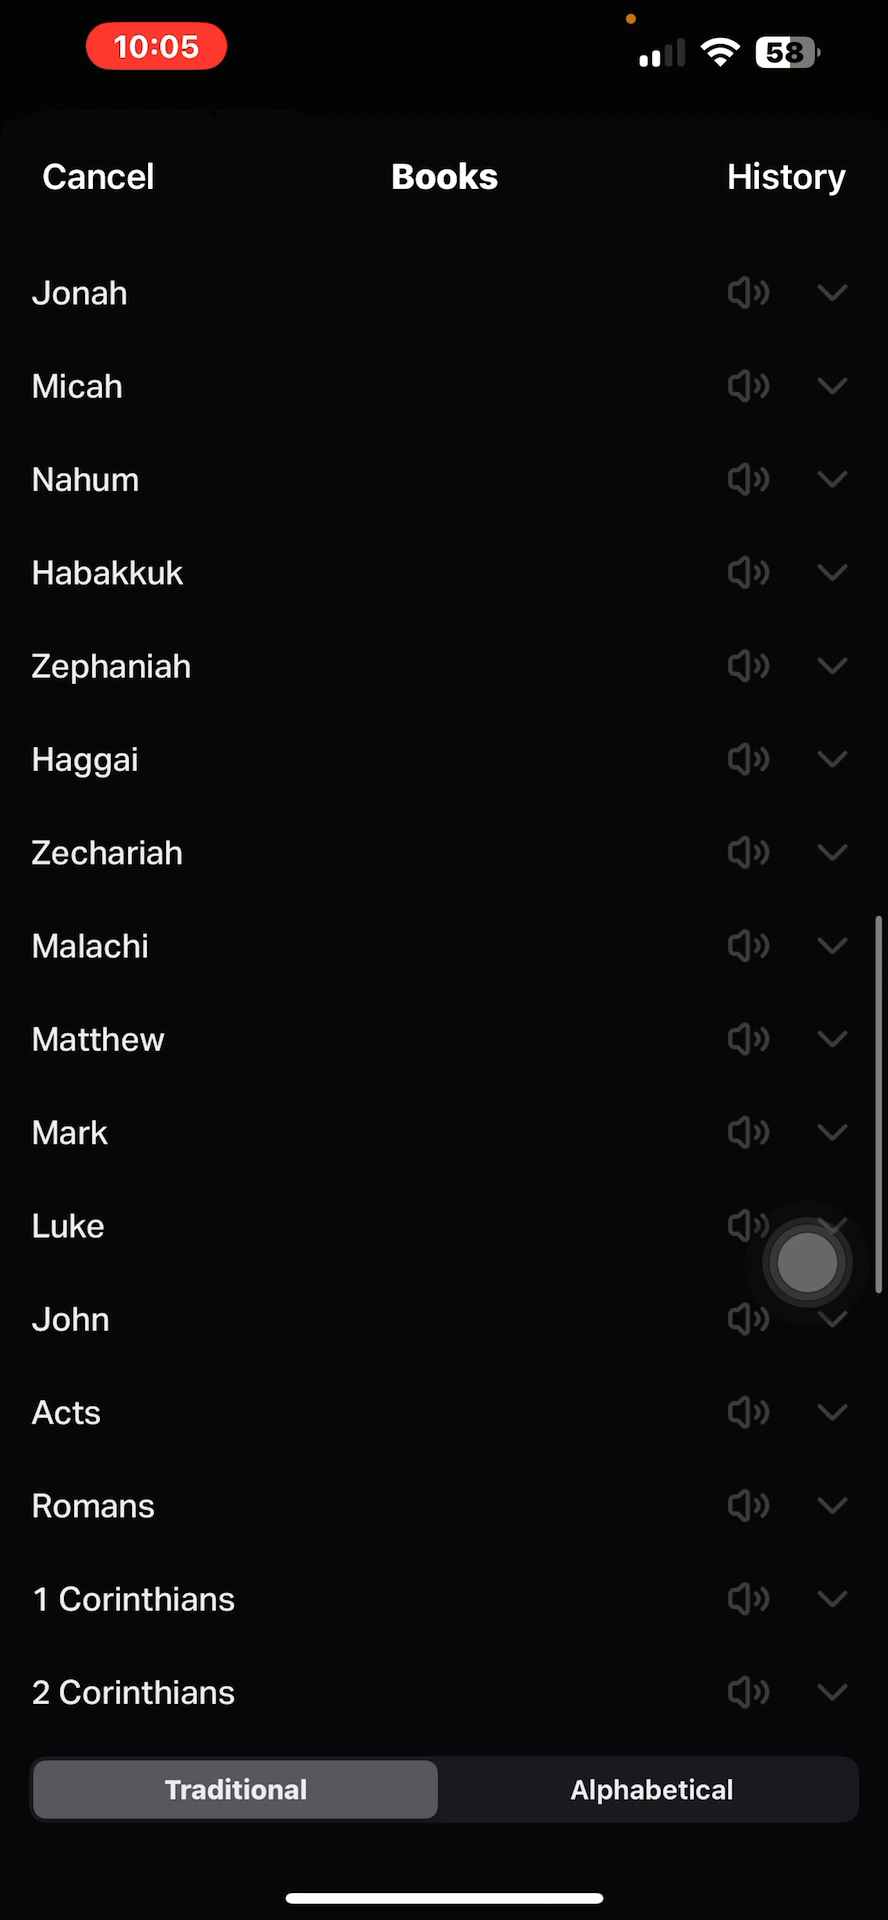 10:05
58
Cancel Books History
Jonah
Micah
Nahum
Habakkuk
Zephaniah
Haggai
Zechariah
Malachi
Matthew
Mark
Luke
John
Acts
Romans
1 Corinthians
2 Corinthians
Traditional Alphabetical